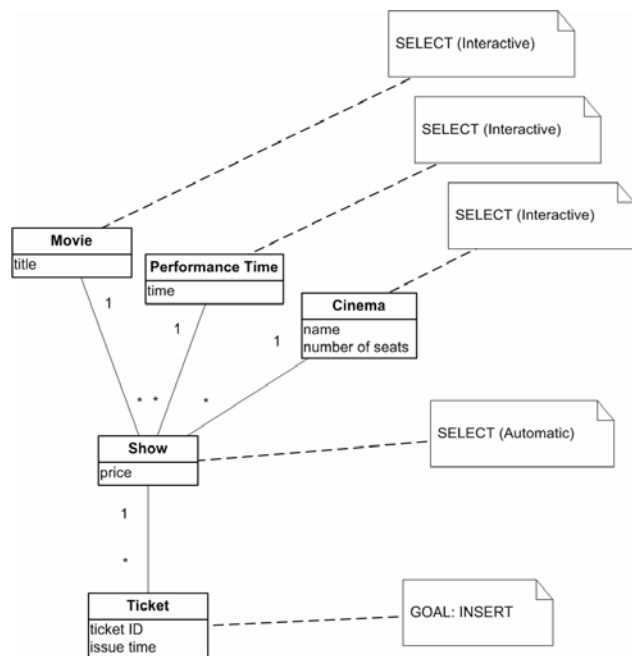 SELECT (Interactive)
SELECT (Interactive)
SELECT (Interactive)
Movie
title
Performance Time
time
Cinema
name
number of seats
1
1
1
* *
*
Show
price
SELECT (Automatic)
1
*
Ticket
ticket ID
issue time
GOAL: INSERT